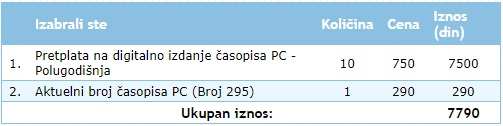 Izabrali ste Količina Cena Iznos (din)
1. Pretplata na digitalno izdanje časopisa PC - Polugodišnja 10 750 7500
2. Aktuelni broj časopisa PC (Broj 295) 1 290 290
Ukupan iznos: 7790